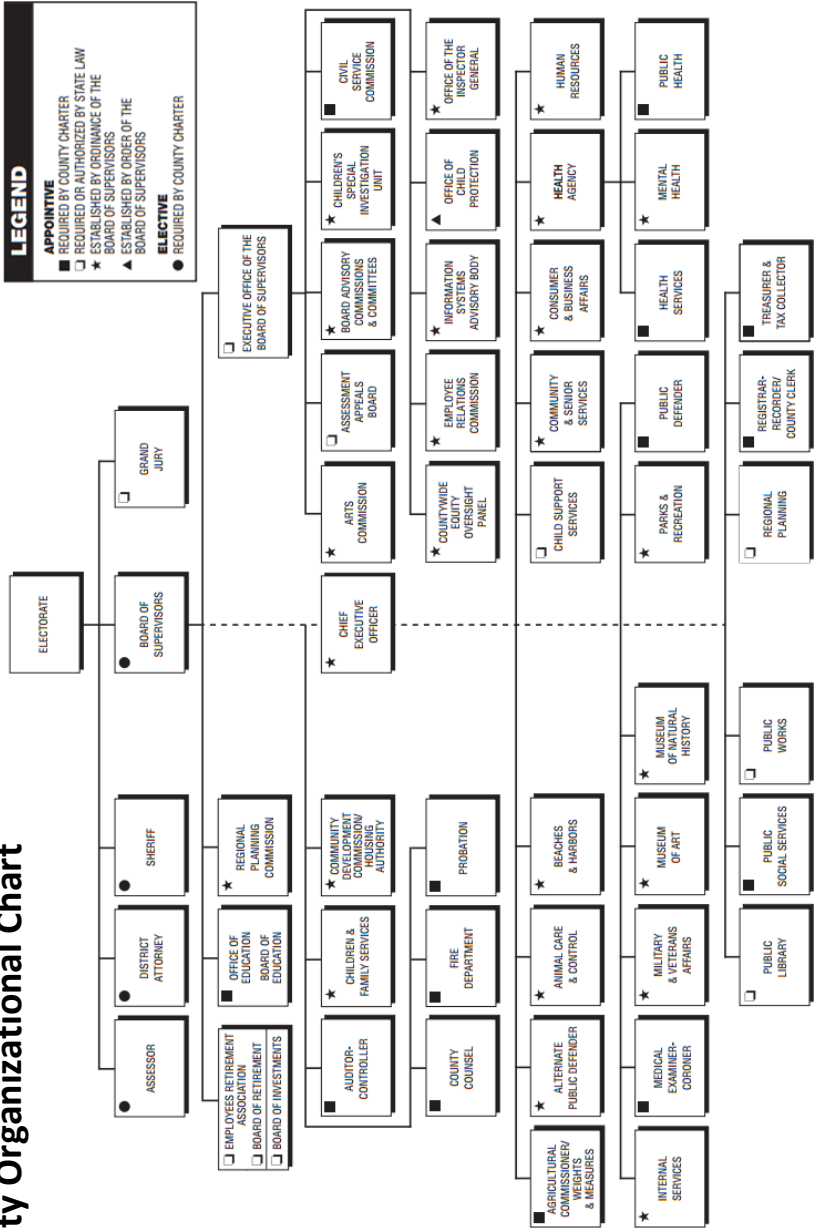 ty Organizational Chart
LEGEND
APPOINTIVE
■ REQUIRED BY COUNTY CHARTER
❑ REQUIRED OR AUTHORIZED BY STATE LAW
★ ESTABLISHED BY ORDINANCE OF THE
BOARD OF SUPERVISORS
▲ ESTABLISHED BY ORDER OF THE
BOARD OF SUPERVISORS
ELECTIVE
● REQUIRED BY COUNTY CHARTER
ELECTORATE
● ASSESSOR
● DISTRICT
ATTORNEY
● SHERIFF
● BOARD OF
SUPERVISORS
❑ GRAND
JURY
❑ EMPLOYEES RETIREMENT
ASSOCIATION
❑ BOARD OF RETIREMENT
❑ BOARD OF INVESTMENTS
■ OFFICE OF
EDUCATION
BOARD OF
EDUCATION
★ REGIONAL
PLANNING
COMMISSION
❑ EXECUTIVE OFFICE OF THE
BOARD OF SUPERVISORS
■ AUDITOR-
CONTROLLER
★ CHILDREN &
FAMILY SERVICES
★ COMMUNITY
DEVELOPMENT
COMMISSION/
HOUSING
AUTHORITY
★ CHIEF
EXECUTIVE
OFFICER
★ ARTS
COMMISSION
❑ ASSESSMENT
APPEALS
BOARD
★ BOARD ADVISORY
COMMISSIONS
& COMMITTEES
★ CHILDREN'S
SPECIAL
INVESTIGATION
UNIT
■ CIVIL
SERVICE
COMMISSION
■ COUNTY
COUNSEL
■ FIRE
DEPARTMENT
■ PROBATION
★ COUNTYWIDE
EQUITY
OVERSIGHT
PANEL
★ EMPLOYEE
RELATIONS
COMMISSION
★ INFORMATION
SYSTEMS
ADVISORY BODY
▲ OFFICE OF
CHILD
PROTECTION
★ OFFICE OF THE
INSPECTOR
GENERAL
■ AGRICULTURAL
COMMISSIONER/
WEIGHTS
& MEASURES
★ ALTERNATE
PUBLIC DEFENDER
★ ANIMAL CARE
& CONTROL
★ BEACHES
& HARBORS
❑ CHILD SUPPORT
SERVICES
★ COMMUNITY
& SENIOR
SERVICES
★ CONSUMER
& BUSINESS
AFFAIRS
★ HEALTH
AGENCY
★ HUMAN
RESOURCES
★ INTERNAL
SERVICES
■ MEDICAL
EXAMINER-
CORONER
★ MILITARY
& VETERANS
AFFAIRS
★ MUSEUM
OF ART
★ MUSEUM
OF NATURAL
HISTORY
★ PARKS &
RECREATION
■ PUBLIC
DEFENDER
■ HEALTH
SERVICES
★ MENTAL
HEALTH
■ PUBLIC
HEALTH
❑ PUBLIC
LIBRARY
■ PUBLIC
SOCIAL SERVICES
❑ PUBLIC
WORKS
❑ REGIONAL
PLANNING
■ REGISTRAR-
RECORDER/
COUNTY CLERK
■ TREASURER &
TAX COLLECTOR